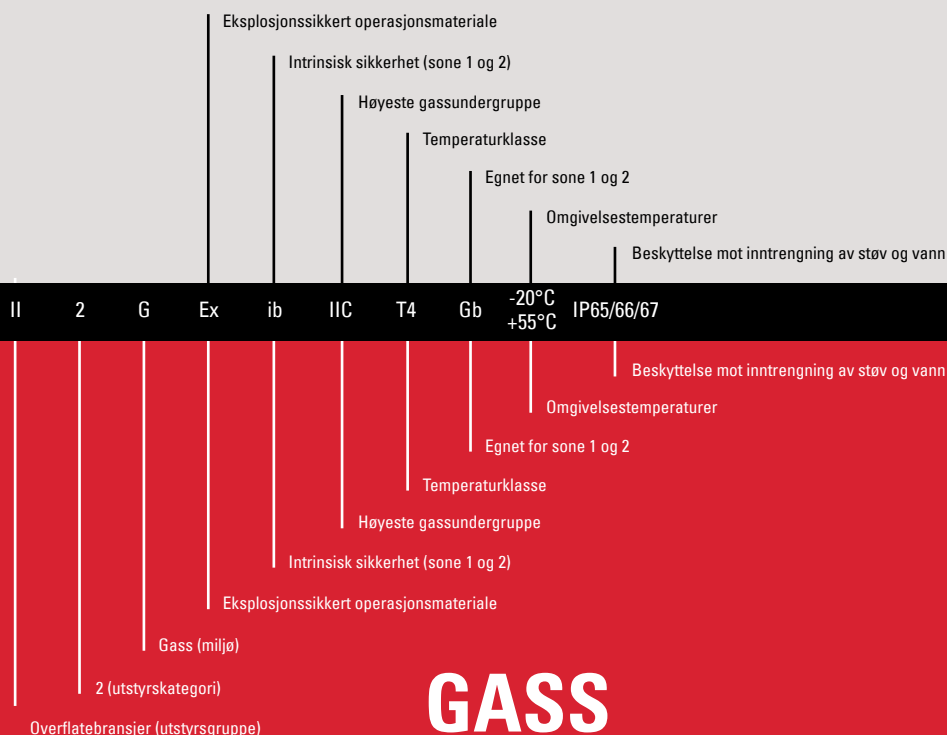 Eksplosjonssikkert operasjonsmateriale
Intrinsisk sikkerhet (sone 1 og 2)
Høyeste gassundergruppe
Temperaturklasse
Egnet for sone 1 og 2
Omgivelsestemperaturer
Beskyttelse mot inntrengning av støv og vann
II 2 G Ex ib IIC T4 Gb -20°C IP65/66/67
+55°C
Beskyttelse mot inntrengning av støv og vann
Omgivelsestemperaturer
Egnet for sone 1 og 2
Temperaturklasse
Høyeste gassundergruppe
Intrinsisk sikkerhet (sone 1 og 2)
Eksplosjonssikkert operasjonsmateriale
Gass (miljø)
2 (utstyrskategori)
Overflatebransjer (utstyrsgruppe)
GASS